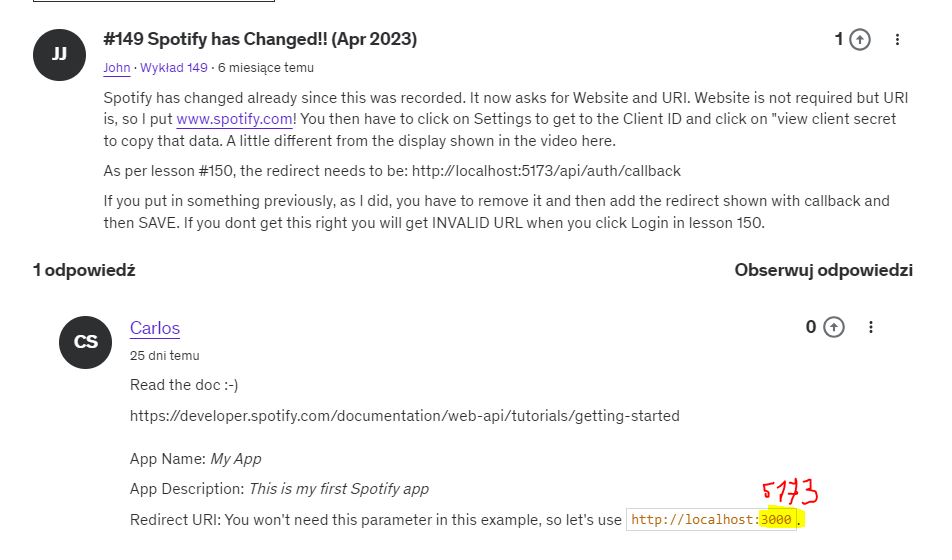 JJ
#149 Spotify has Changed!! (Apr 2023)
1
John · Wykład 149 · 6 miesiące temu
Spotify has changed already since this was recorded. It now asks for Website and URI. Website is not required but URI
is, so I put www.spotify.com! You then have to click on Settings to get to the Client ID and click on "view client secret
to copy that data. A little different from the display shown in the video here.
As per lesson #150, the redirect needs to be: http://localhost:5173/api/auth/callback
If you put in something previously, as I did, you have to remove it and then add the redirect shown with callback and
then SAVE. If you dont get this right you will get INVALID URL when you click Login in lesson 150.
1 odpowiedź
Obserwuj odpowiedzi
CS
Carlos
0
25 dni temu
Read the doc :-)
https://developer.spotify.com/documentation/web-api/tutorials/getting-started
App Name: My App
App Description: This is my first Spotify app
5173
Redirect URI: You won't need this parameter in this example, so let's use http://localhost:3000.